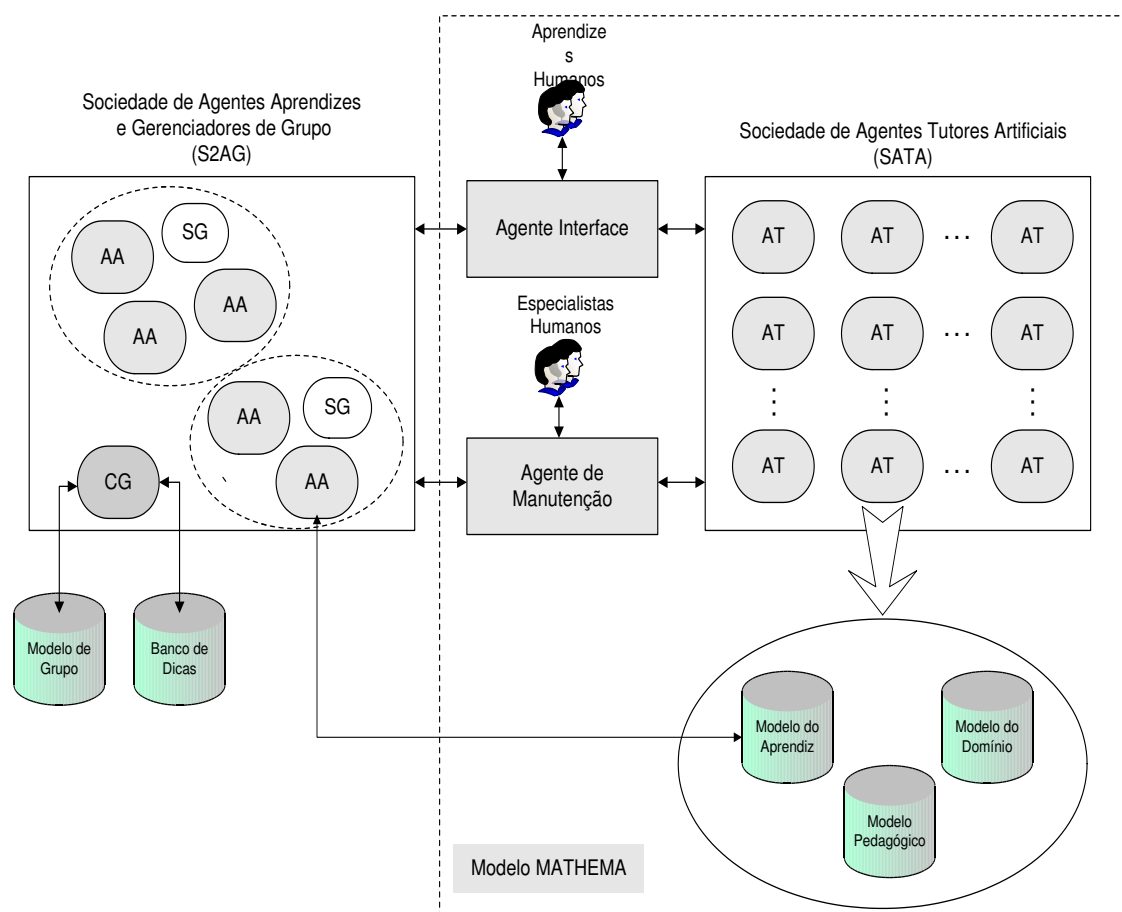 Aprendize
s
Humanos
Sociedade de Agentes Aprendizes
e Gerenciadores de Grupo
(S2AG)
Sociedade de Agentes Tutores Artificiais
(SATA)
AA
SG
AA
AA
AA
SG
AA
CG
Agente Interface
Especialistas
Humanos
Agente de
Manutenção
AT
AT
...
AT
AT
AT
...
AT
AT
AT
...
AT
Modelo de
Grupo
Banco de
Dicas
Modelo do
Aprendiz
Modelo do
Domínio
Modelo
Pedagógico
Modelo MATHEMA